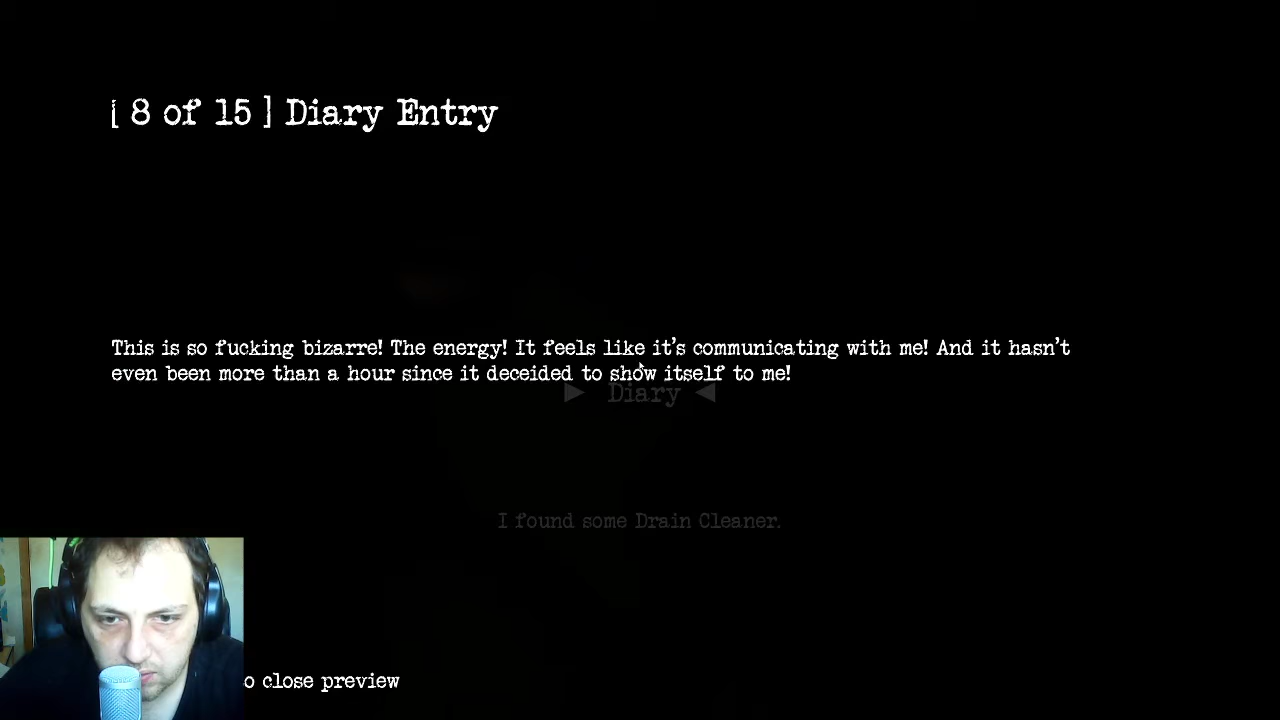 [ 8 of 15 ] Diary Entry
This is so fucking bizarre! The energy! It feels like it's communicating with me! And it hasn't
even been more than a hour since it deceided to show itself to me!
► Diary ◄
I found some Drain Cleaner.
o close preview